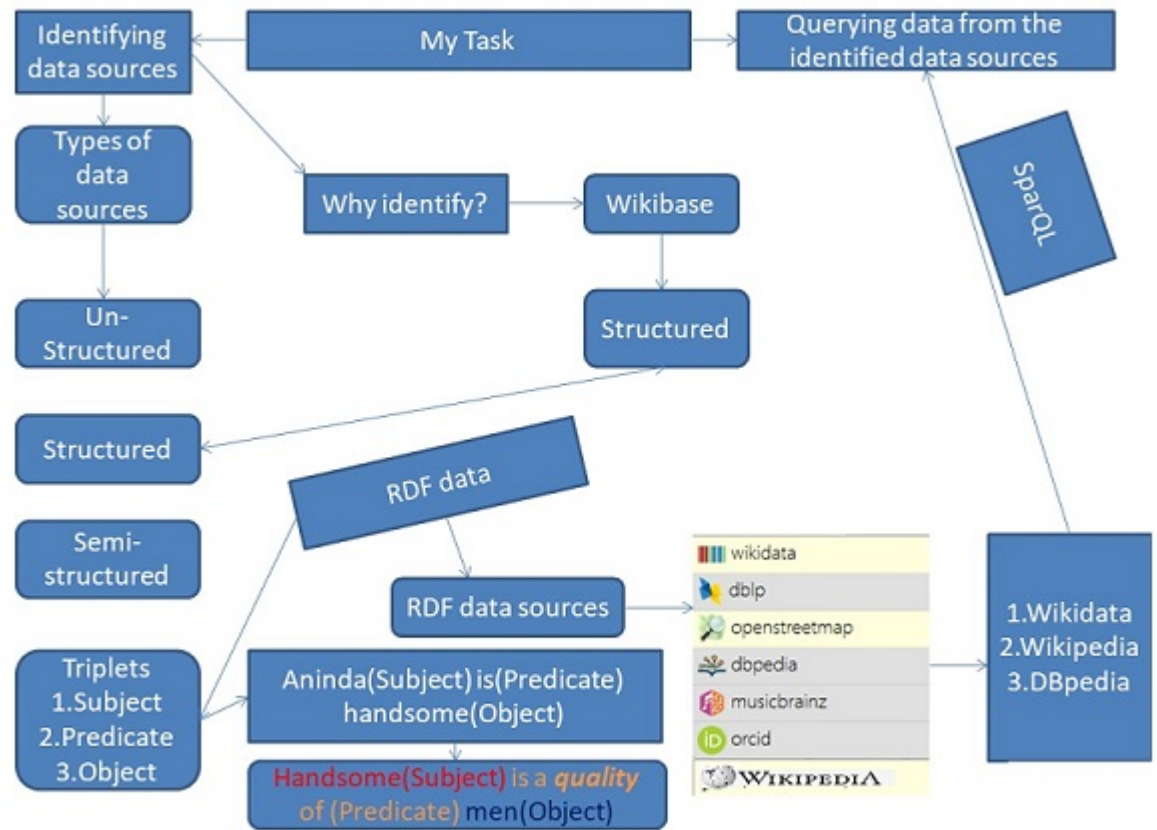 Identifying
data sources
My Task
Querying data from the
identified data sources
Types of
data
sources
Why identify?
Wikibase
SparQL
Un-
Structured
Structured
Structured
RDF data
Semi-
structured
RDF data sources
wikidata
dblp
openstreetmap
dbpedia
musicbrainz
iD orcid
WIKIPEDIA
1.Wikidata
2.Wikipedia
3.DBpedia
Triplets
1.Subject
2.Predicate
3.Object
Aninda(Subject) is(Predicate)
handsome(Object)
Handsome(Subject) is a quality
of (Predicate) men(Object)